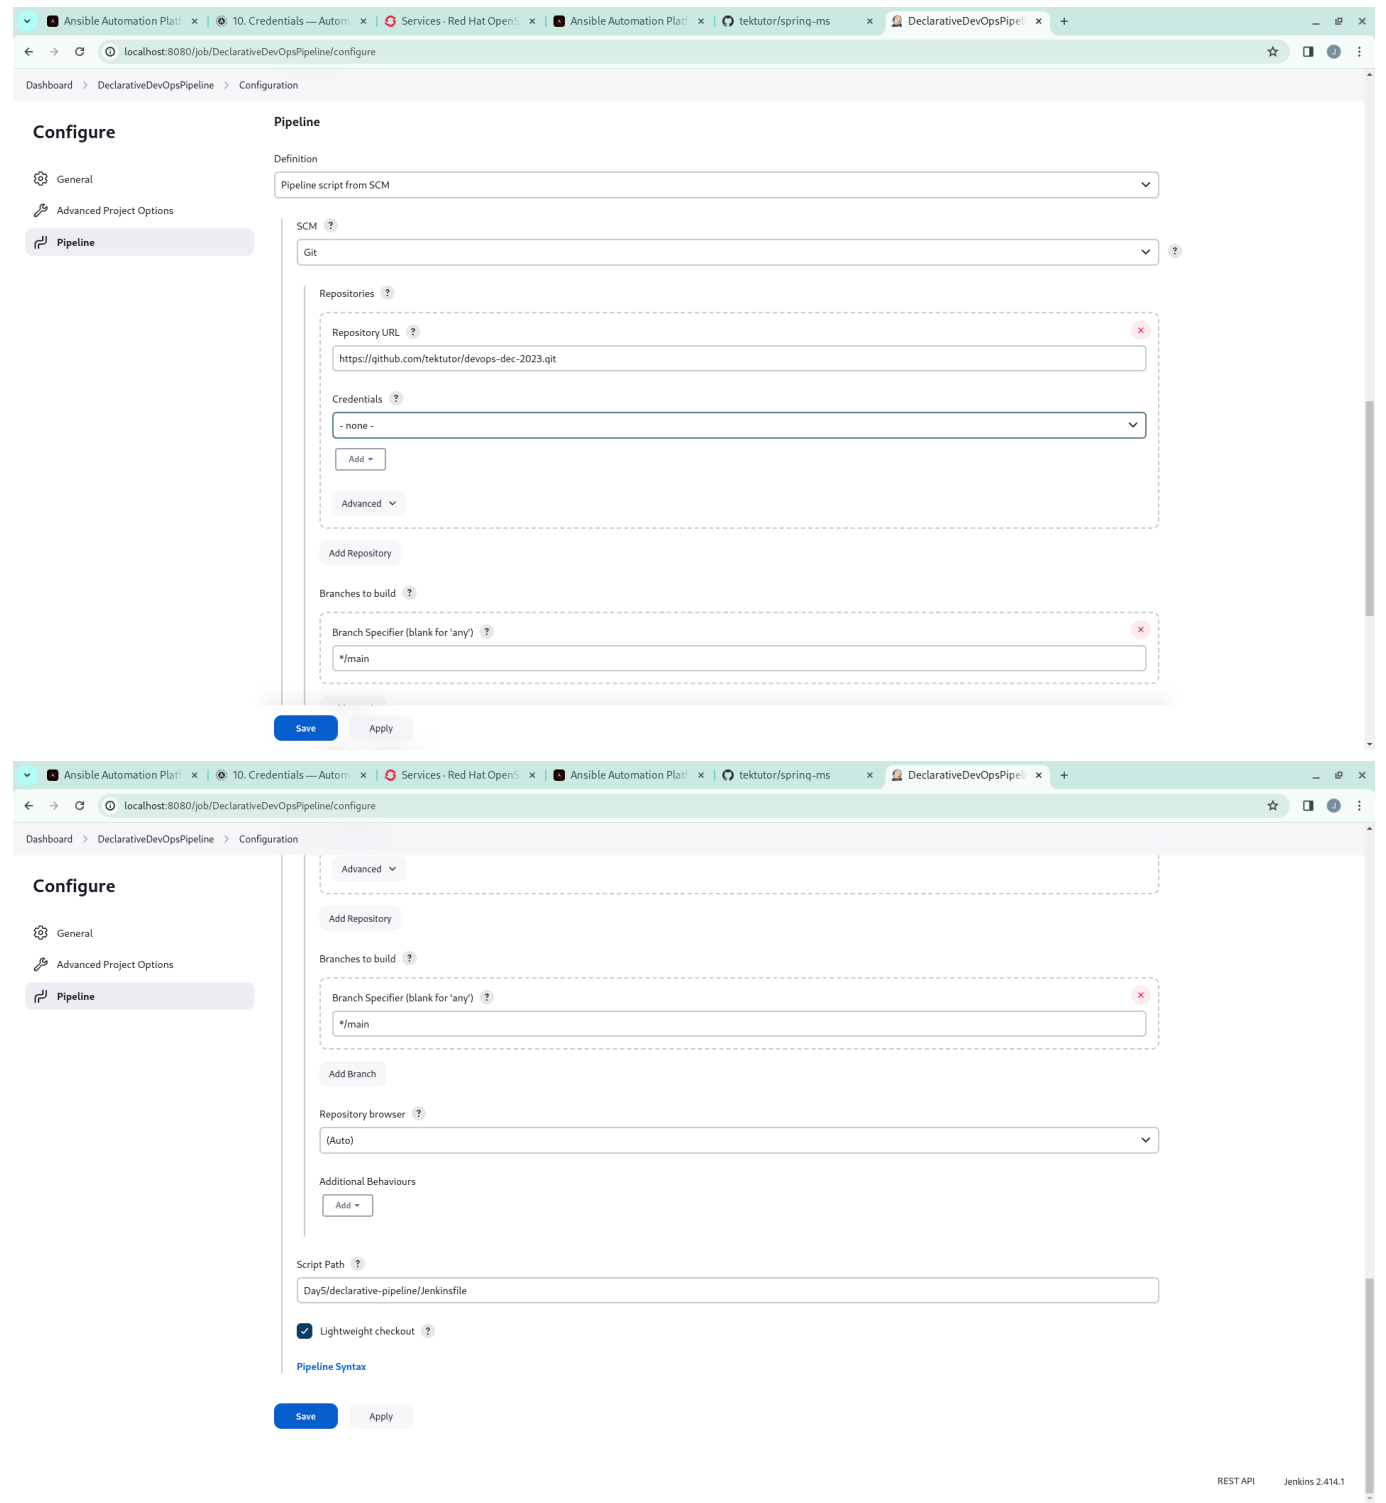 Ansible Automation Platf × 10. Credentials — Autom × Services · Red Hat OpenS × Ansible Automation Platf × tektutor/spring-ms × DeclarativeDevOpsPipeli × +
localhost:8080/job/DeclarativeDevOpsPipeline/configure
Dashboard > DeclarativeDevOpsPipeline > Configuration
Configure
General
Advanced Project Options
Pipeline
Pipeline
Definition
Pipeline script from SCM
SCM ?
Git
?
Repositories ?
Repository URL ?
https://github.com/tektutor/devops-dec-2023.git
Credentials ?
- none -
Add
Advanced
Add Repository
Branches to build ?
Branch Specifier (blank for 'any') ?
*/main
Save Apply
Ansible Automation Platf × 10. Credentials — Autom × Services · Red Hat OpenS × Ansible Automation Platf × tektutor/spring-ms × DeclarativeDevOpsPipeli × +
localhost:8080/job/DeclarativeDevOpsPipeline/configure
Dashboard > DeclarativeDevOpsPipeline > Configuration
Configure
General
Advanced Project Options
Pipeline
Advanced
Add Repository
Branches to build ?
Branch Specifier (blank for 'any') ?
*/main
Add Branch
Repository browser ?
(Auto)
Additional Behaviours
Add
Script Path ?
Day5/declarative-pipeline/Jenkinsfile
Lightweight checkout ?
Pipeline Syntax
Save Apply
REST API Jenkins 2.414.1